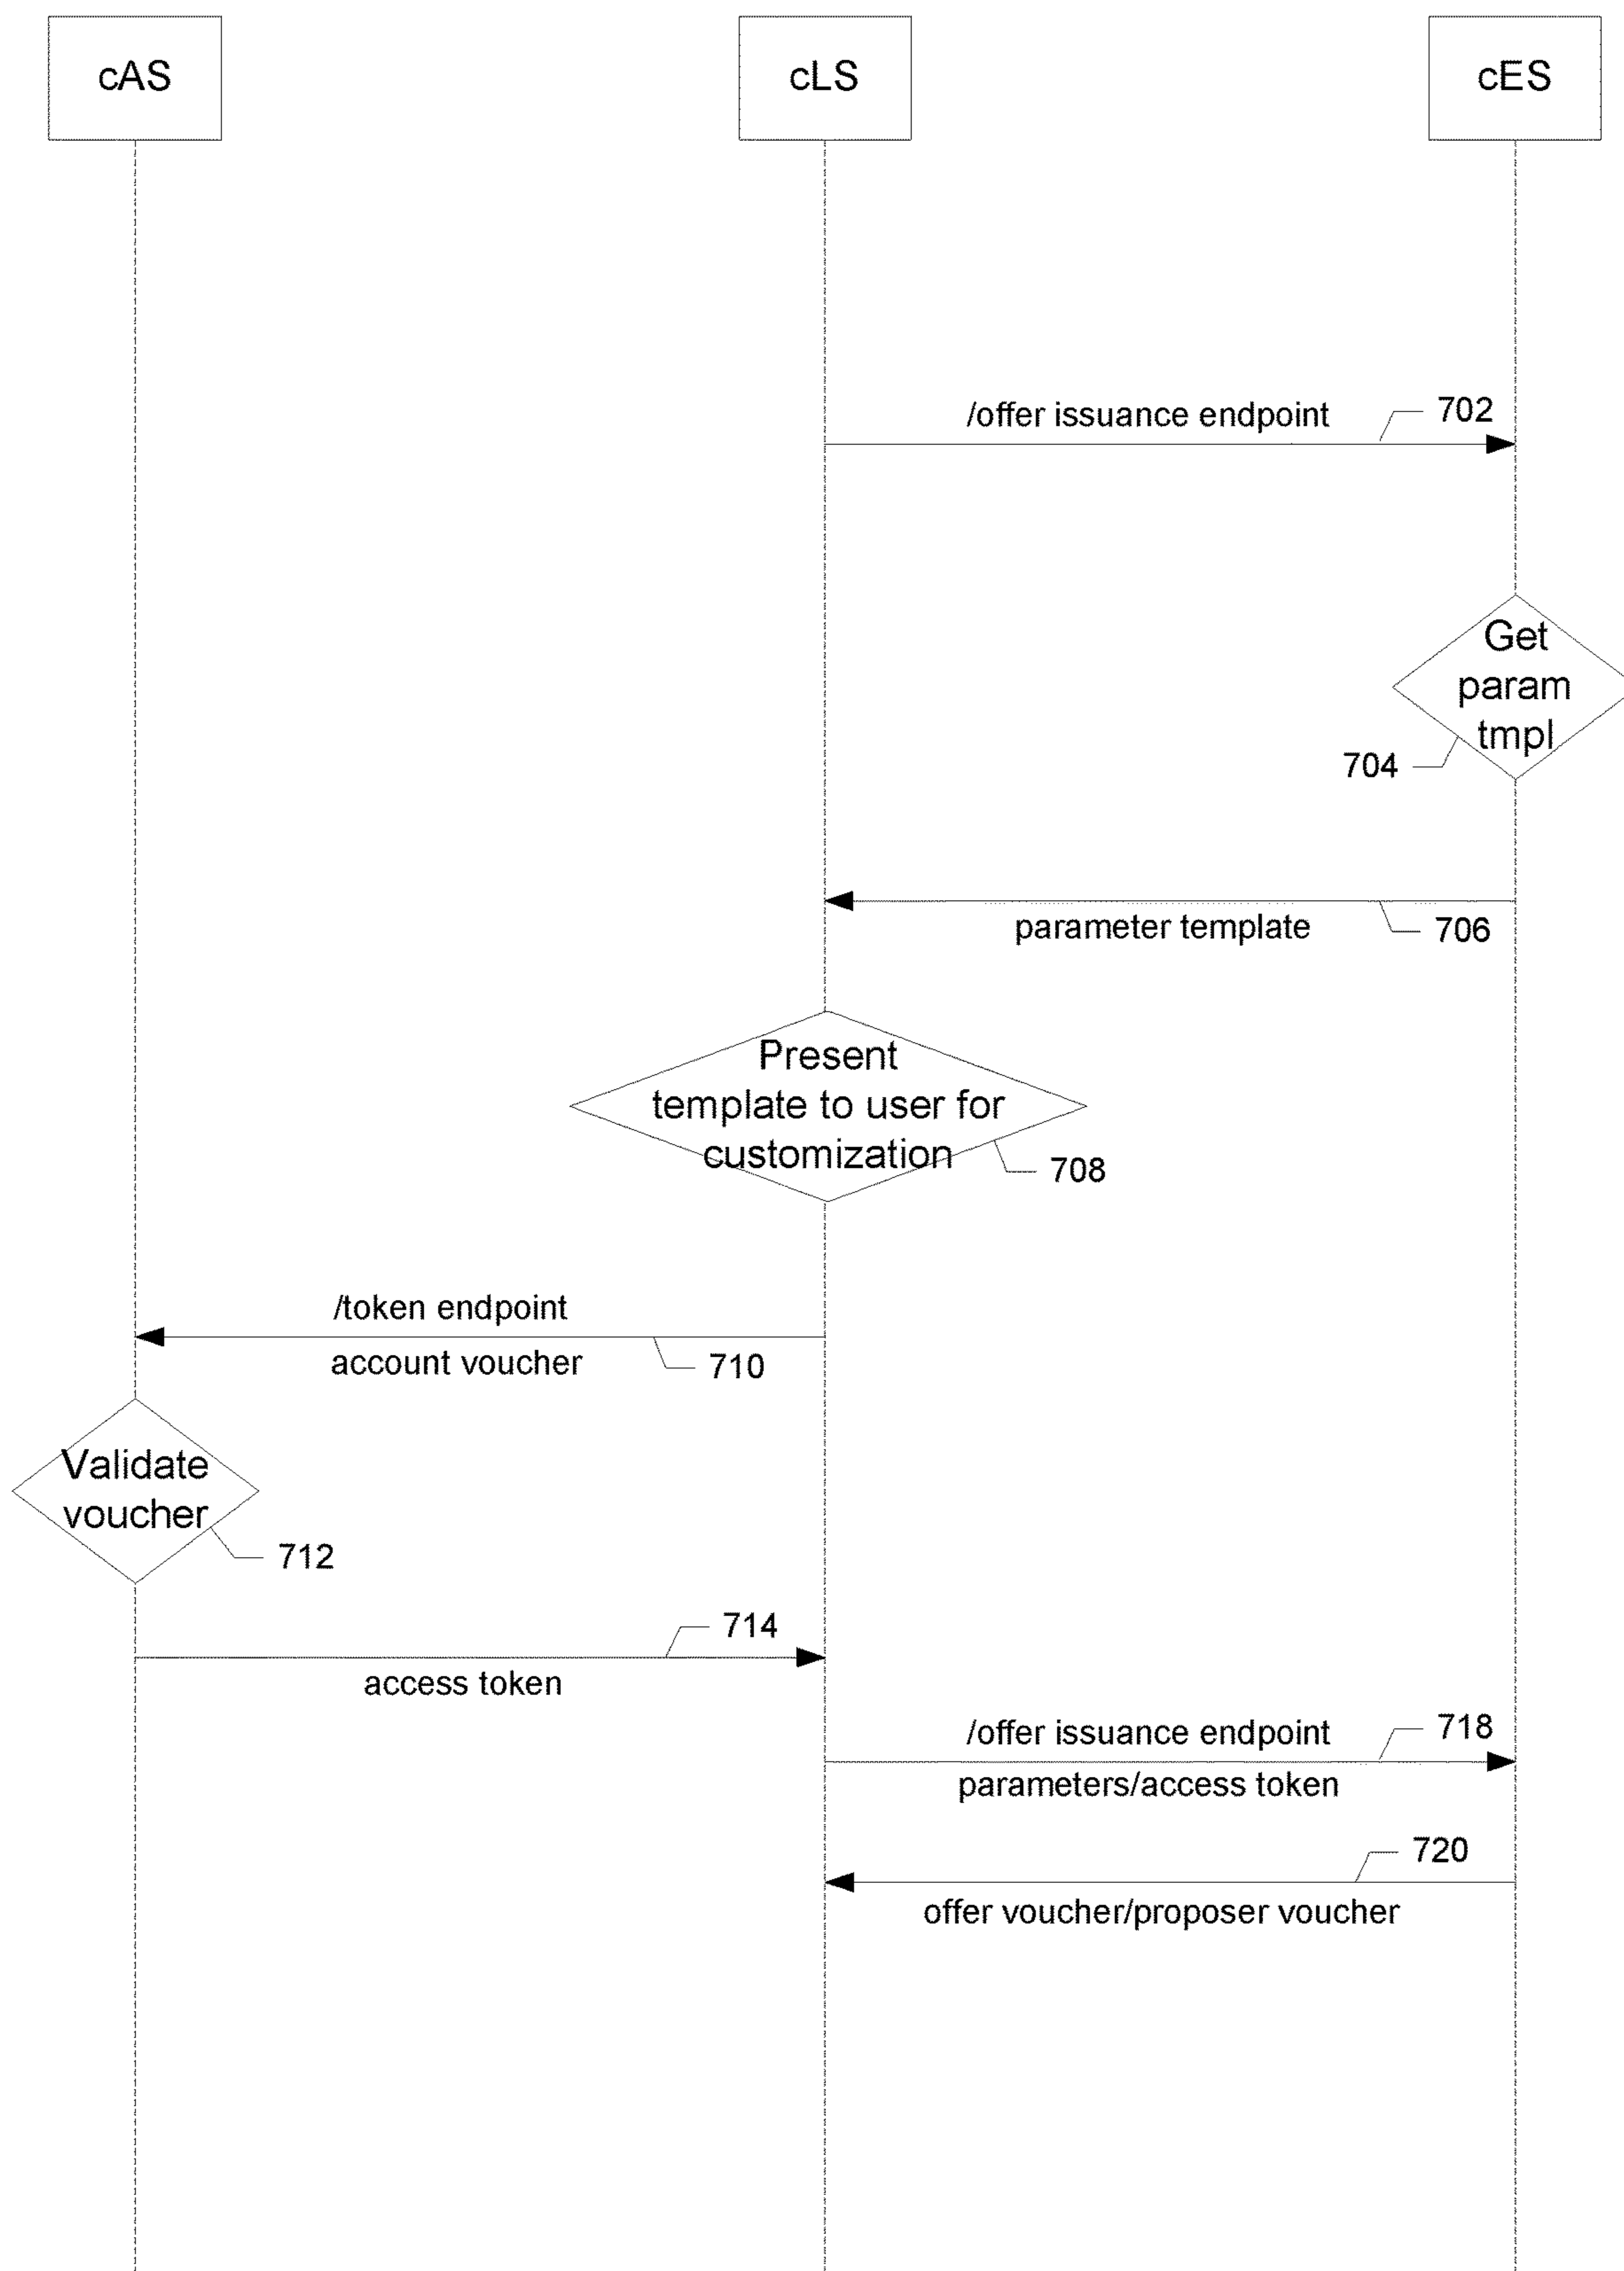 cAS
cLS
cES
/offer issuance endpoint
702
Get
param
tmpl
704
parameter template
706
Present
template to user for
customization
708
/token endpoint
account voucher
710
Validate
voucher
712
714
access token
/offer issuance endpoint
718
parameters/access token
720
offer voucher/proposer voucher